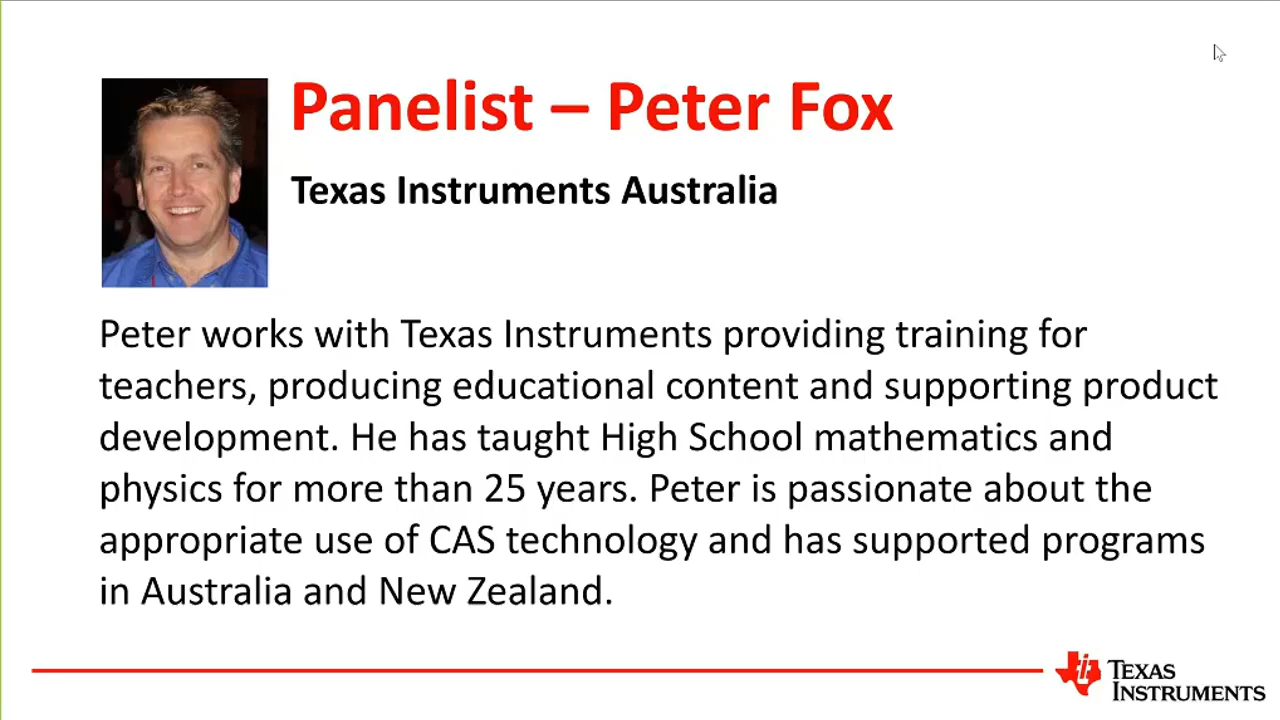 Panelist – Peter Fox
Texas Instruments Australia
Peter works with Texas Instruments providing training for
teachers, producing educational content and supporting product
development. He has taught High School mathematics and
physics for more than 25 years. Peter is passionate about the
appropriate use of CAS technology and has supported programs
in Australia and New Zealand.
TEXAS
INSTRUMENTS